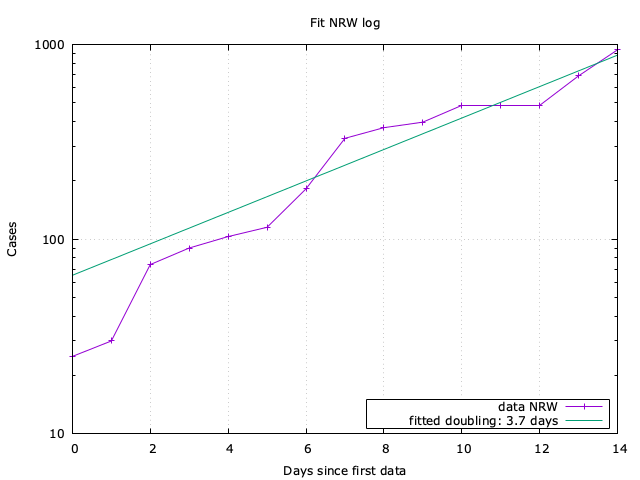 Fit NRW log
1000
100
10
Cases
0 2 4 6 8 10 12 14
Days since first data
data NRW
fitted doubling: 3.7 days